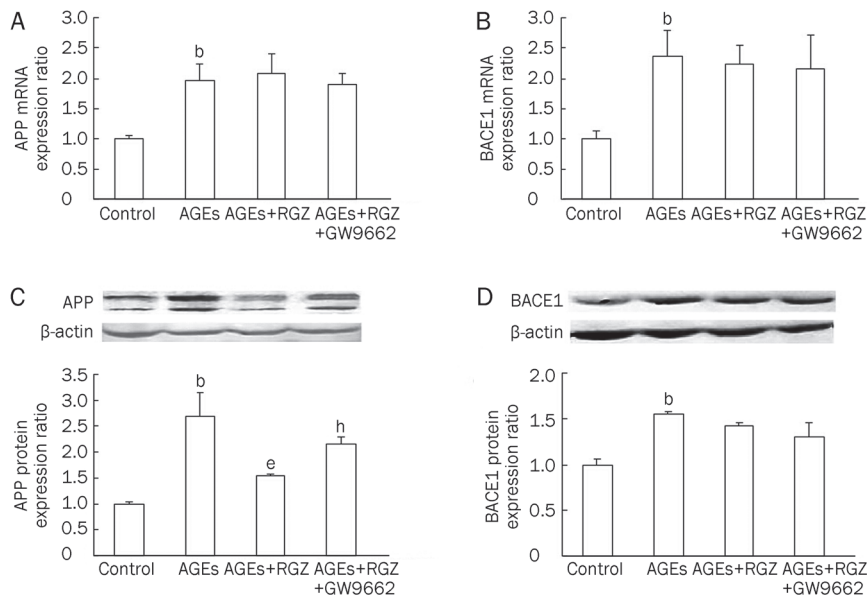 A
APP mRNA
expression ratio
3.0
2.5
2.0
1.5
1.0
0.5
0
b
Control
AGEs
AGEs+RGZ
AGEs+RGZ
+GW9662
B
BACE1 mRNA
expression ratio
3.0
2.5
2.0
1.5
1.0
0.5
0
b
Control
AGEs
AGEs+RGZ
AGEs+RGZ
+GW9662
C
APP
β-actin
APP protein
expression ratio
3.5
3.0
2.5
2.0
1.5
1.0
0.5
0
b
e
h
Control
AGEs
AGEs+RGZ
AGEs+RGZ
+GW9662
D
BACE1
β-actin
BACE1 protein
expression ratio
2.0
1.5
1.0
0.5
0
b
Control
AGEs
AGEs+RGZ
AGEs+RGZ
+GW9662